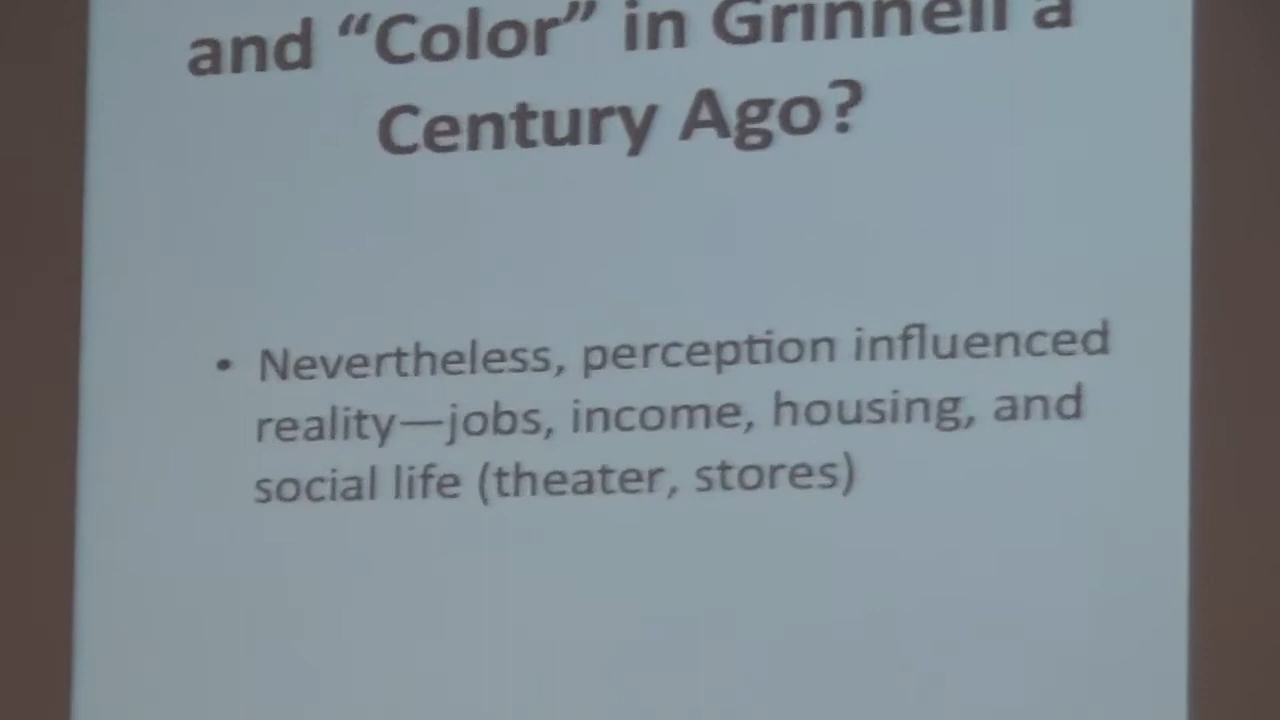 and “Color” in Grinnell a
Century Ago?
• Nevertheless, perception influenced
reality—jobs, income, housing, and
social life (theater, stores)